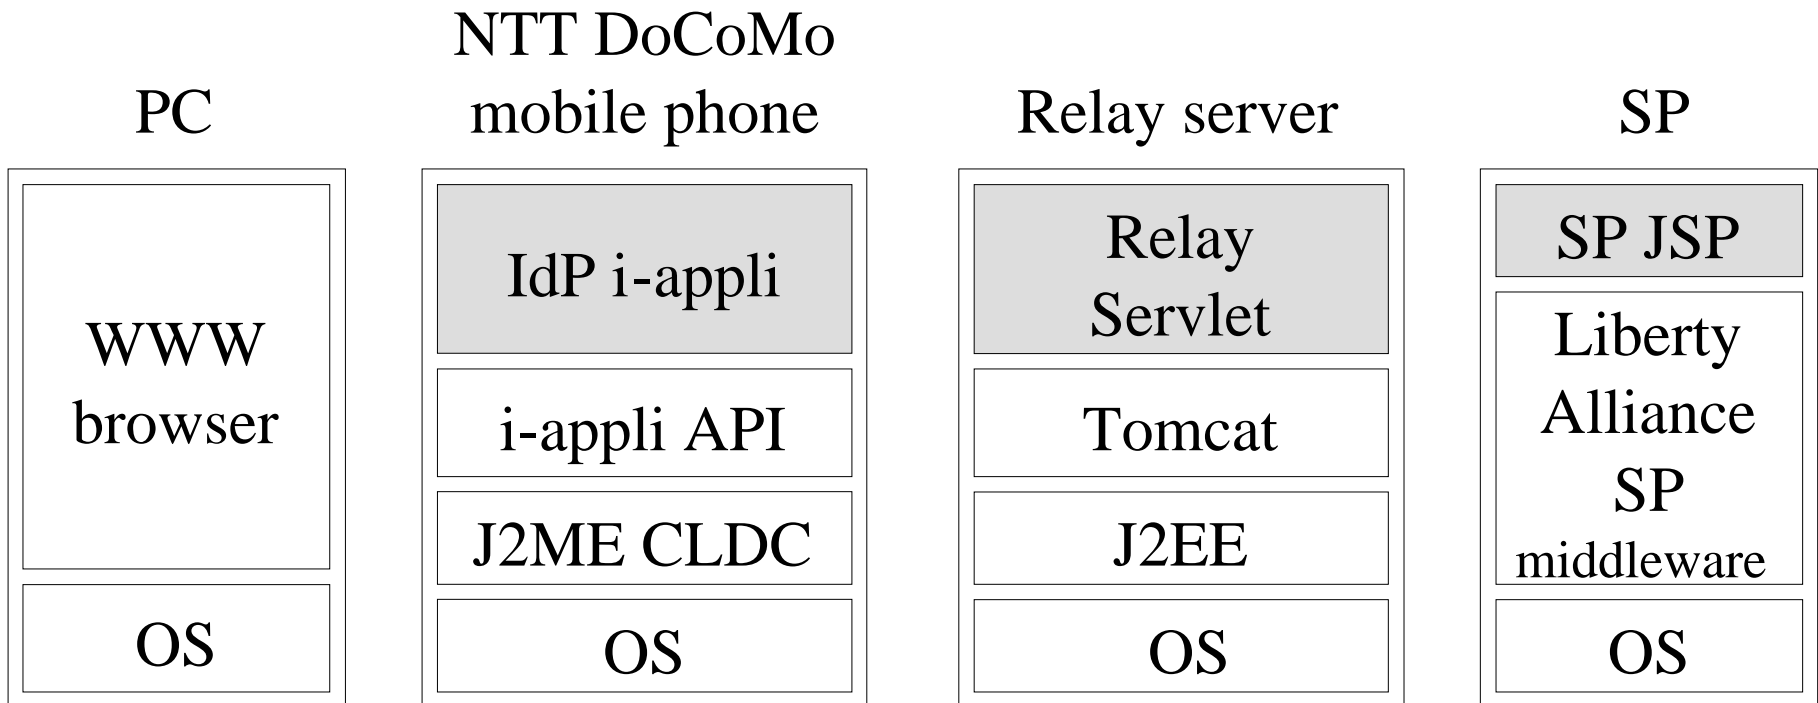 PC
WWW
browser
OS
NTT DoCoMo
mobile phone
IdP i-appli
i-appli API
J2ME CLDC
OS
Relay server
Relay
Servlet
Tomcat
J2EE
OS
SP
SP JSP
Liberty
Alliance
SP
middleware
OS